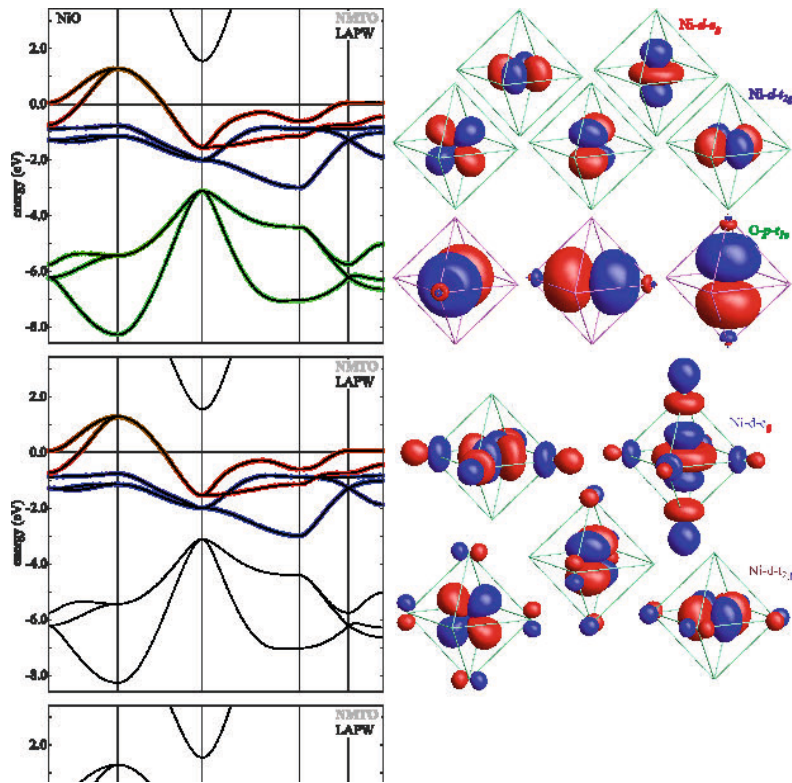 NiO
NMTO
LAPW
2.0
0.0
-2.0
-4.0
-6.0
-8.0
energy (eV)
Ni-d-eg
Ni-d-t2g
O-p-t1u
NMTO
LAPW
2.0
0.0
-2.0
-4.0
-6.0
-8.0
energy (eV)
Ni-d-eg
Ni-d-t2g
NMTO
LAPW
2.0